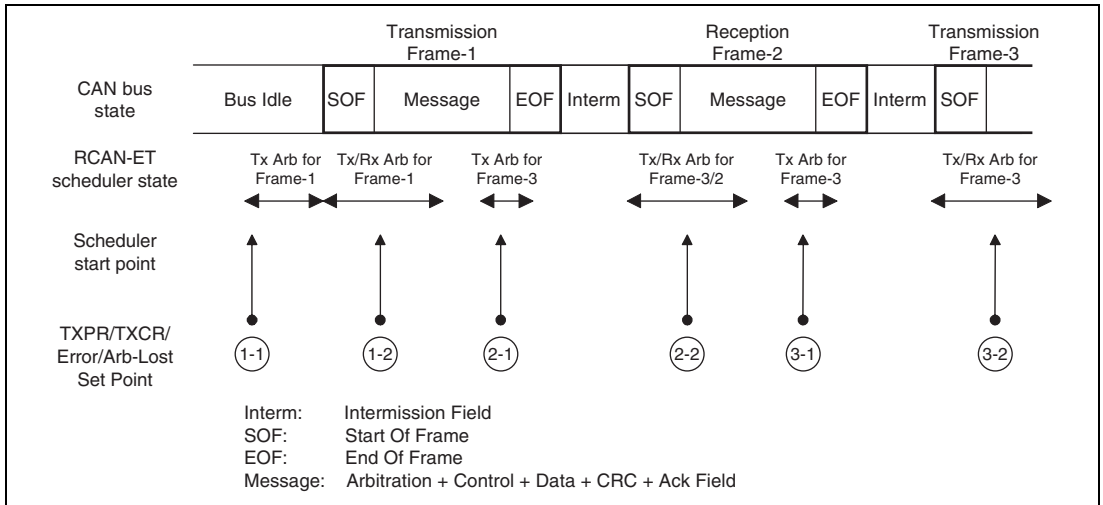 Transmission
Frame-1
Reception
Frame-2
Transmission
Frame-3
CAN bus
state
Bus Idle
SOF
Message
EOF
Interm
SOF
Message
EOF
Interm
SOF
RCAN-ET
scheduler state
Tx Arb for
Frame-1
Tx/Rx Arb for
Frame-1
Tx Arb for
Frame-3
Tx/Rx Arb for
Frame-3/2
Tx Arb for
Frame-3
Tx/Rx Arb for
Frame-3
Scheduler
start point
TXPR/TXCR/
Error/Arb-Lost
Set Point
1-1
1-2
2-1
2-2
3-1
3-2
Interm: Intermission Field
SOF: Start Of Frame
EOF: End Of Frame
Message: Arbitration + Control + Data + CRC + Ack Field